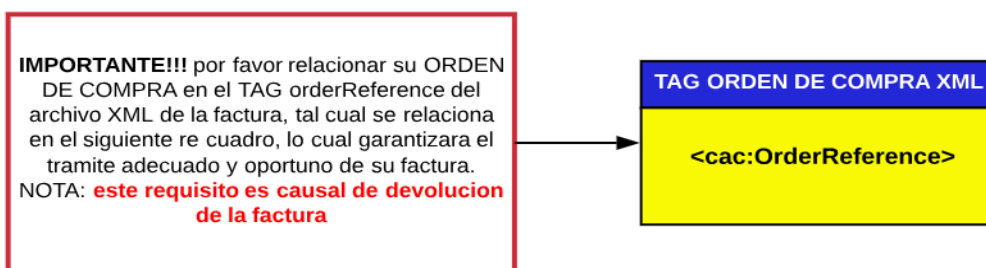 IMPORTANTE!!! por favor relacionar su ORDEN
DE COMPRA en el TAG orderReference del
archivo XML de la factura, tal cual se relaciona
en el siguiente re cuadro, lo cual garantizara el
tramite adecuado y oportuno de su factura.
NOTA: este requisito es causal de devolucion
de la factura
TAG ORDEN DE COMPRA XML
<cac:OrderReference>